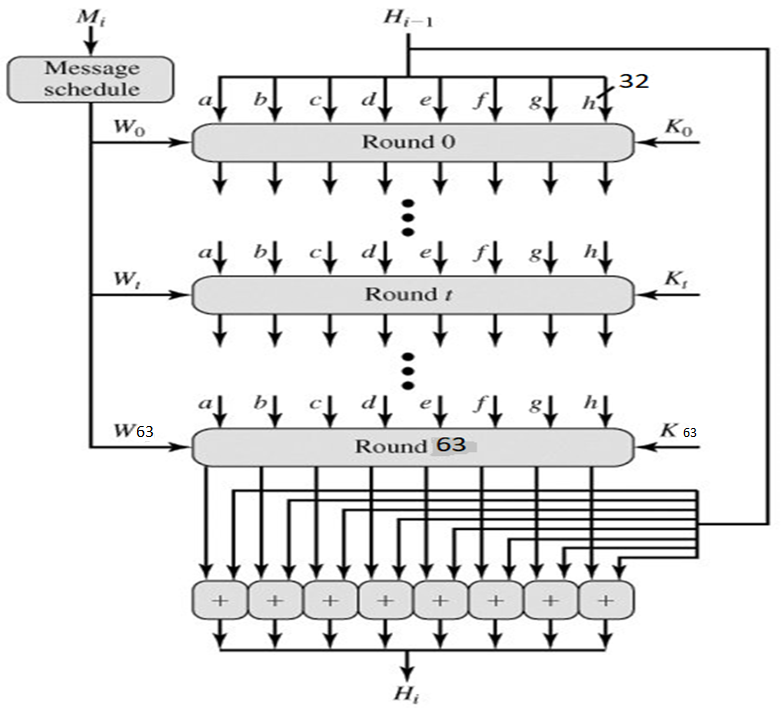 M_i H_{i−1}
Message
schedule
32
a b c d e f g h
W_0 Round 0 K_0
a b c d e f g h
W_t Round t K_t
a b c d e f g h
W63 Round 63 K 63
+ + + + + + + +
H_i